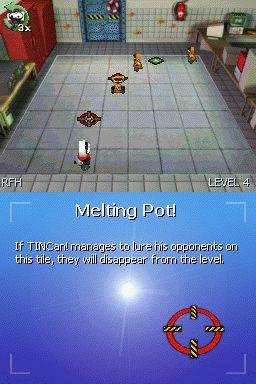 3x
RFH LEVEL 4
Melting Pot!
If TINCan! manages to lure his opponents on
this tile, they will disappear from the level.